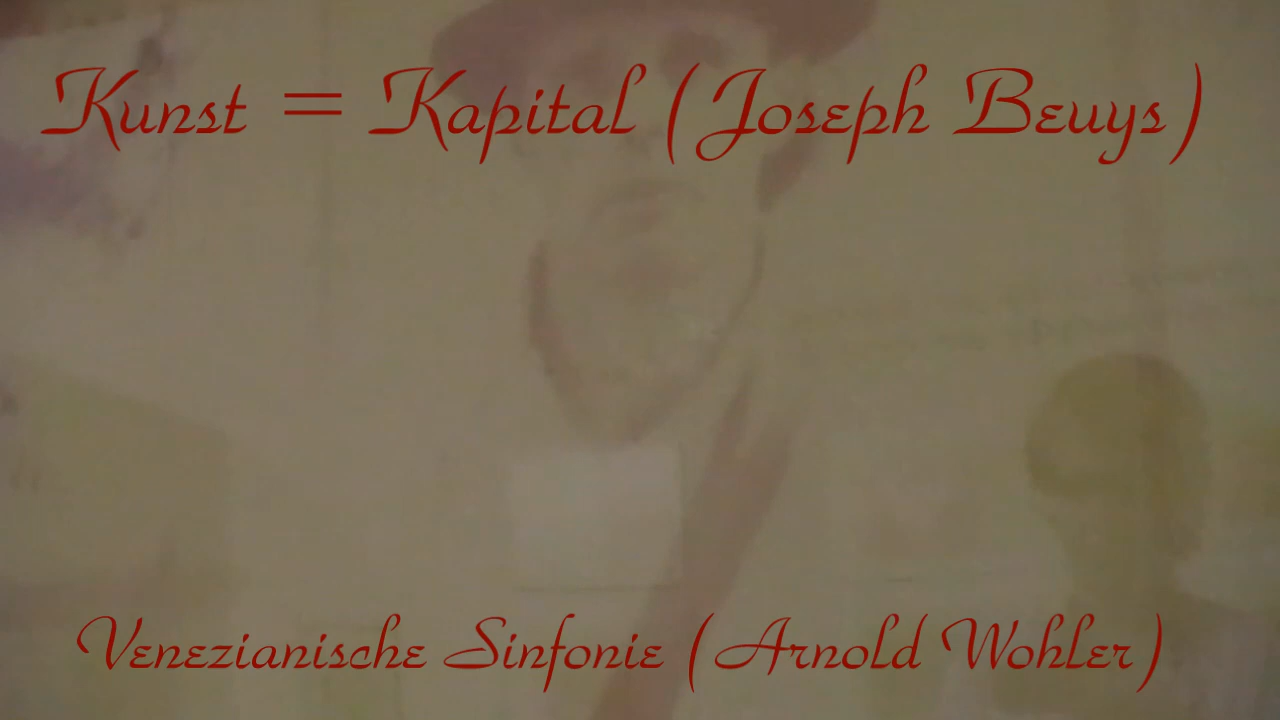 Kunst = Kapital (Joseph Beuys)
Venezianische Sinfonie (Arnold Wohler)